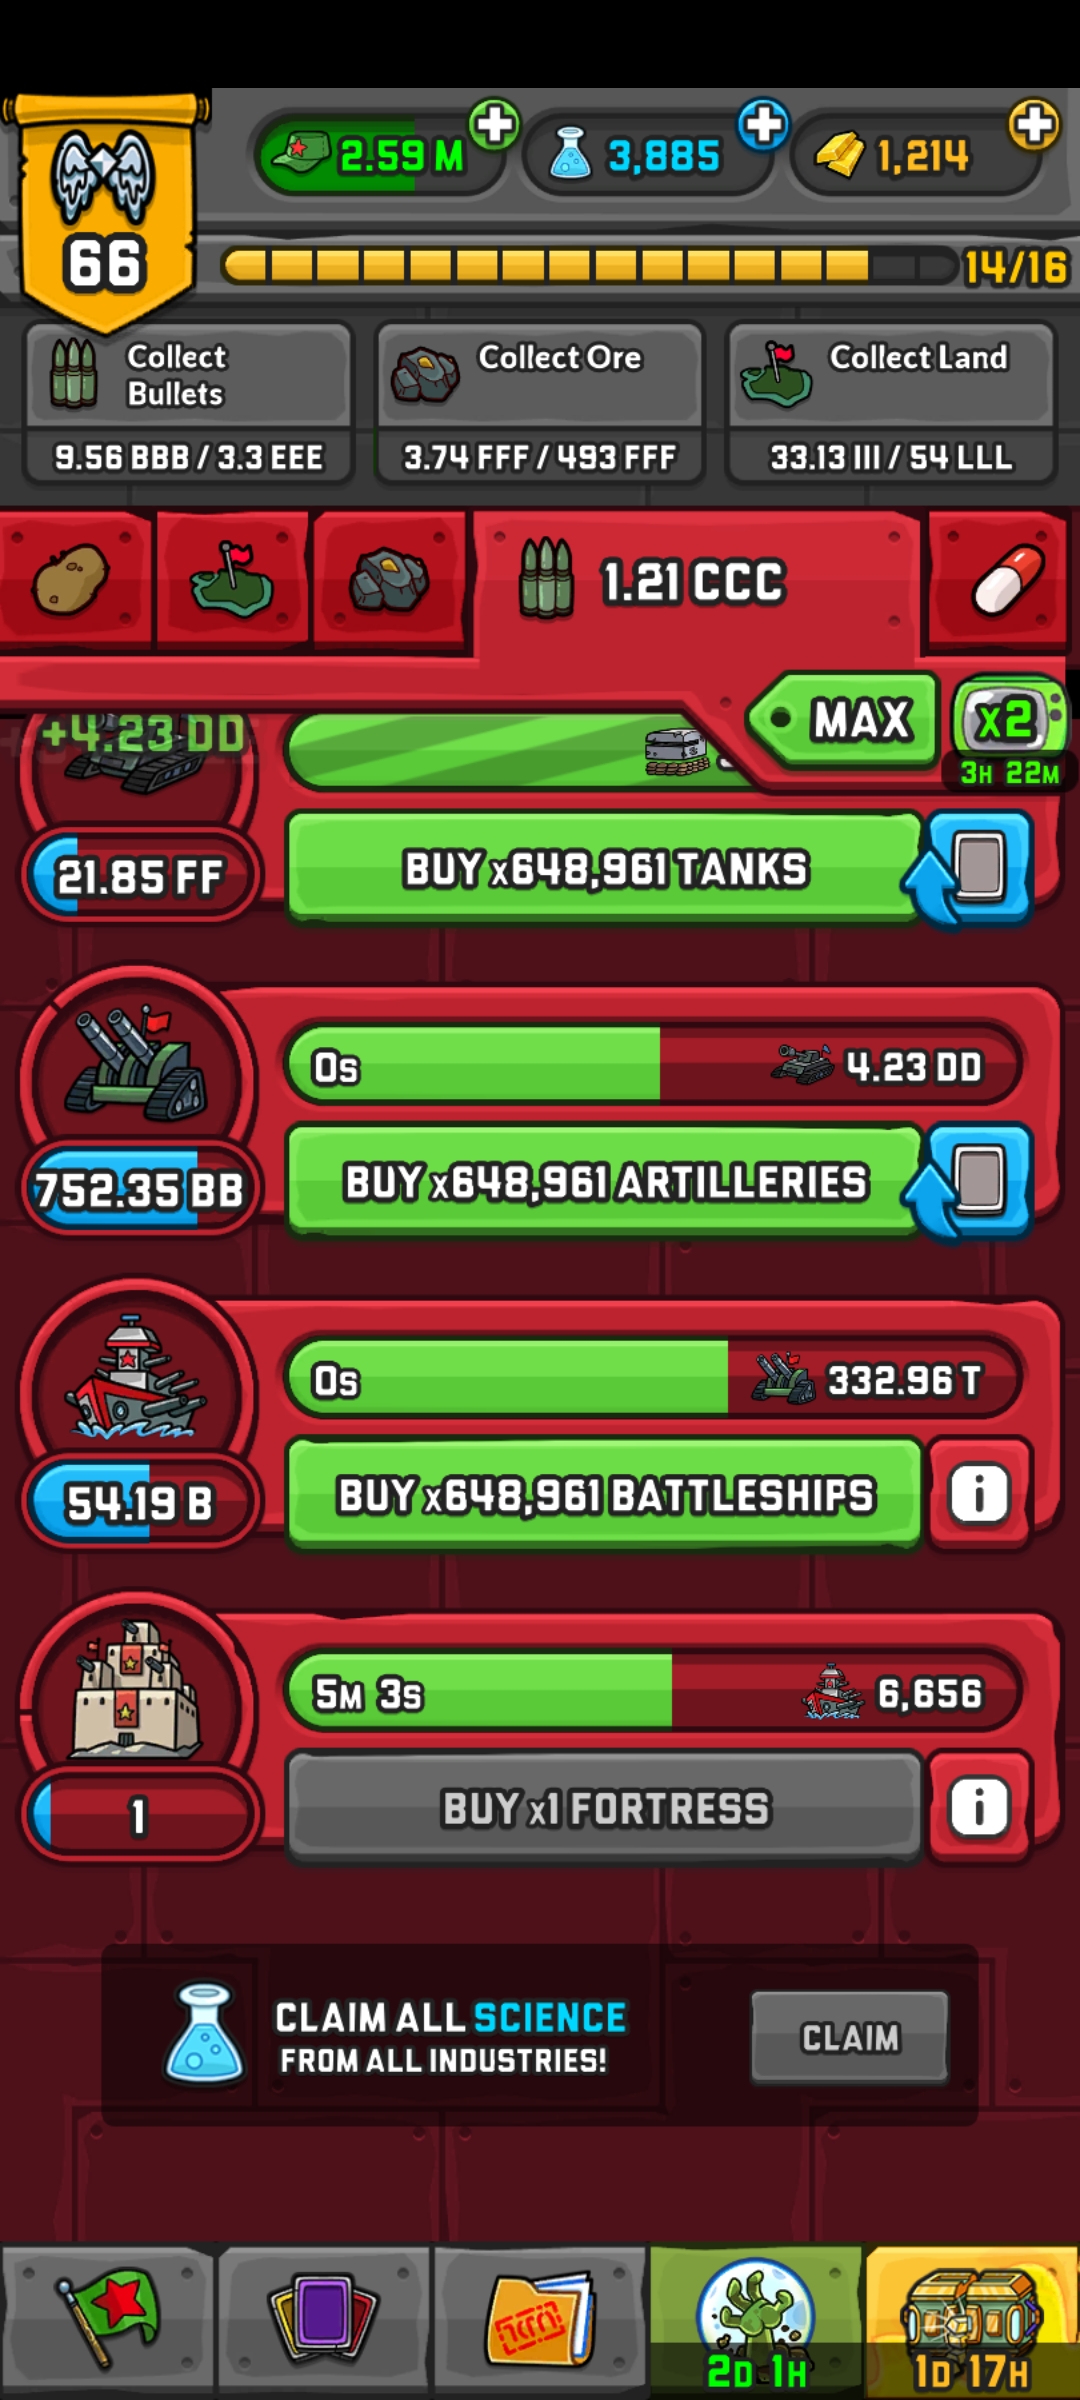 66
2.59 M
3,885
1,214
14/16
Collect
Bullets
9.56 BBB / 3.3 EEE
Collect Ore
3.74 FFF / 493 FFF
Collect Land
33.13 III / 54 LLL
1.21 CCC
MAX
x2
3H 22M
+4.23 DD
21.85 FF
BUY x648,961 TANKS
0s
4.23 DD
752.35 BB
BUY x648,961 ARTILLERIES
0s
332.96 T
54.19 B
BUY x648,961 BATTLESHIPS
i
5M 3s
6,656
1
BUY x1 FORTRESS
i
CLAIM ALL SCIENCE
FROM ALL INDUSTRIES!
CLAIM
2D 1H
1D 17H